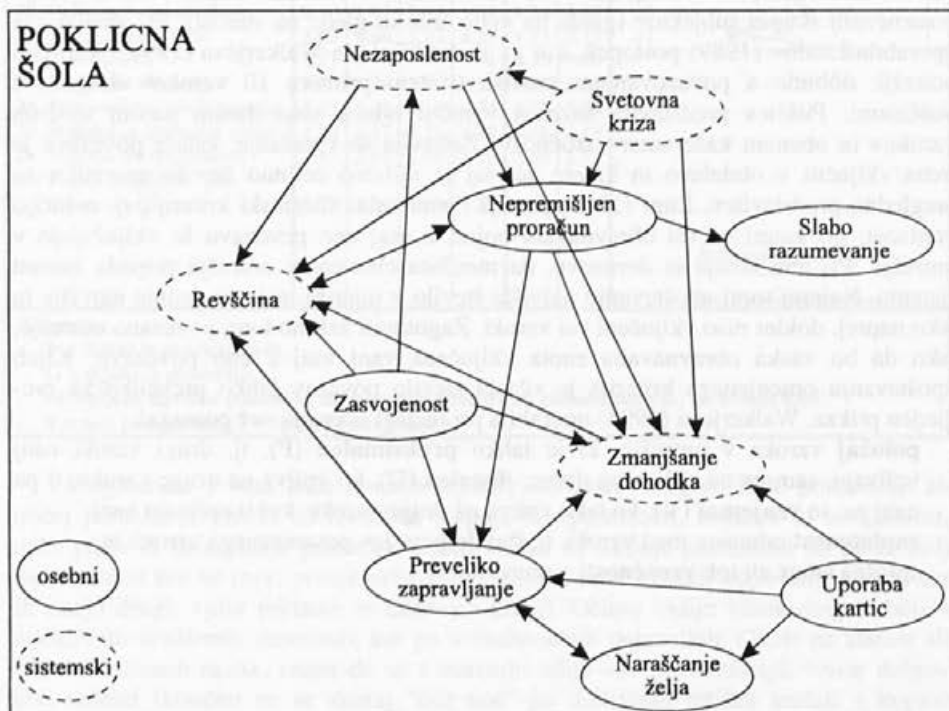 POKLICNA
ŠOLA
Nezaposlenost
Svetovna
kriza
Nepremišljen
proračun
Slabo
razumevanje
Revščina
Zasvojenost
Zmanjšanje
dohodka
osebni
Preveliko
zapravljanje
Uporaba
kartic
sistemski
Naraščanje
želja